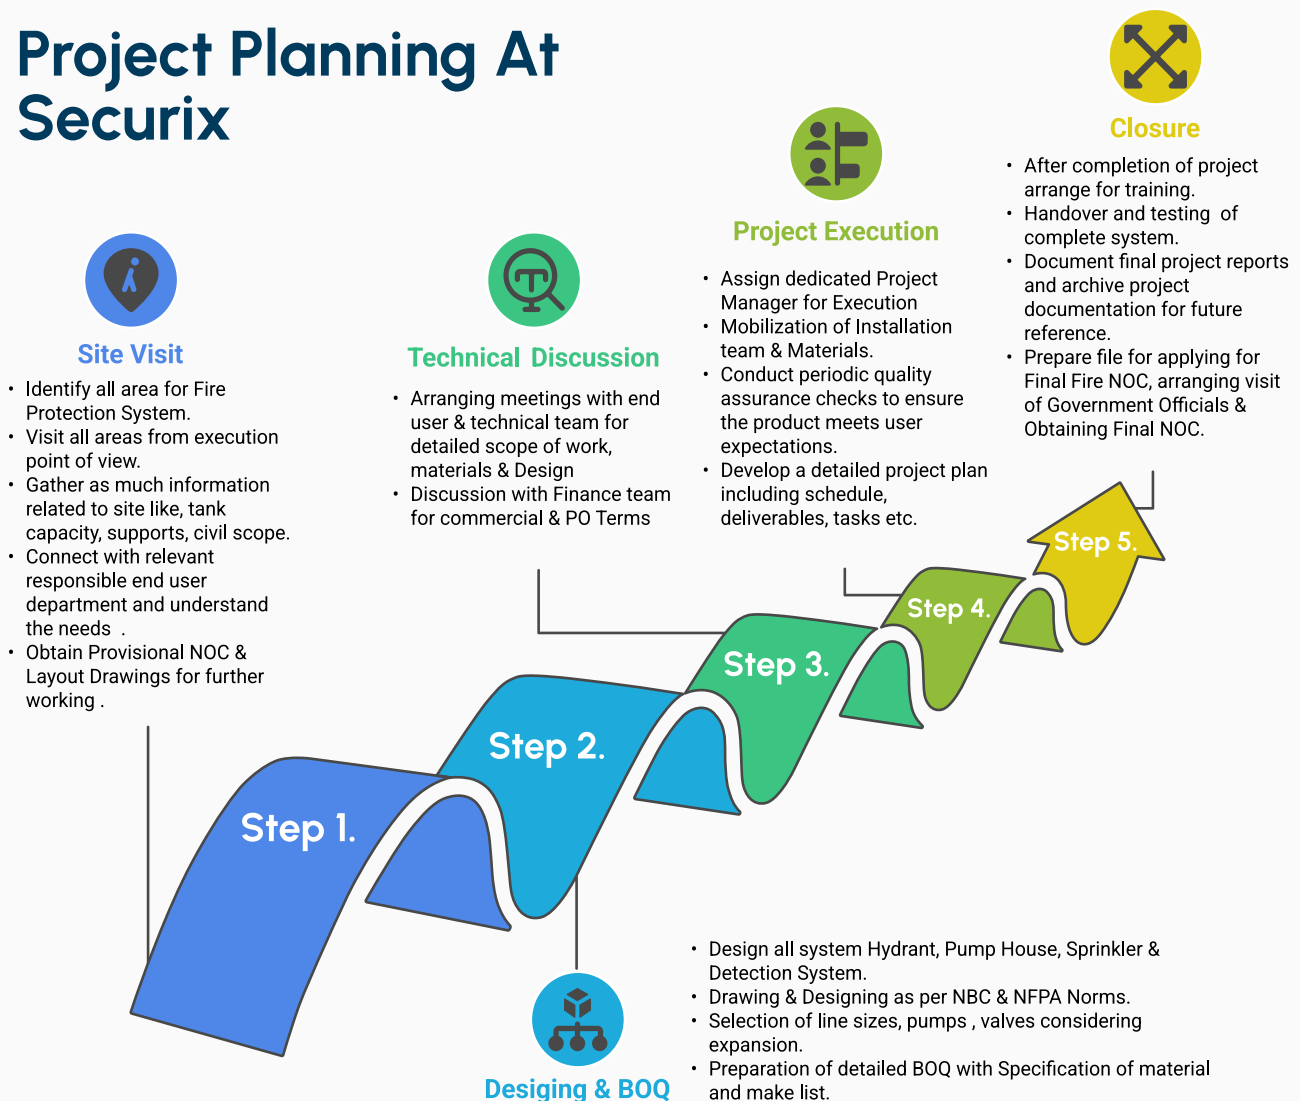 Project Planning At
Securix
Site Visit
• Identify all area for Fire
Protection System.
• Visit all areas from execution
point of view.
• Gather as much information
related to site like, tank
capacity, supports, civil scope.
• Connect with relevant
responsible end user
department and understand
the needs .
• Obtain Provisional NOC &
Layout Drawings for further
working .
Technical Discussion
• Arranging meetings with end
user & technical team for
detailed scope of work,
materials & Design
• Discussion with Finance team
for commercial & PO Terms
Project Execution
• Assign dedicated Project
Manager for Execution
• Mobilization of Installation
team & Materials.
• Conduct periodic quality
assurance checks to ensure
the product meets user
expectations.
• Develop a detailed project plan
including schedule,
deliverables, tasks etc.
Closure
• After completion of project
arrange for training.
• Handover and testing of
complete system.
• Document final project reports
and archive project
documentation for future
reference.
• Prepare file for applying for
Final Fire NOC, arranging visit
of Government Officials &
Obtaining Final NOC.
Step 1.
Step 2.
Step 3.
Step 4.
Step 5.
Desiging & BOQ
• Design all system Hydrant, Pump House, Sprinkler &
Detection System.
• Drawing & Designing as per NBC & NFPA Norms.
• Selection of line sizes, pumps , valves considering
expansion.
• Preparation of detailed BOQ with Specification of material
and make list.